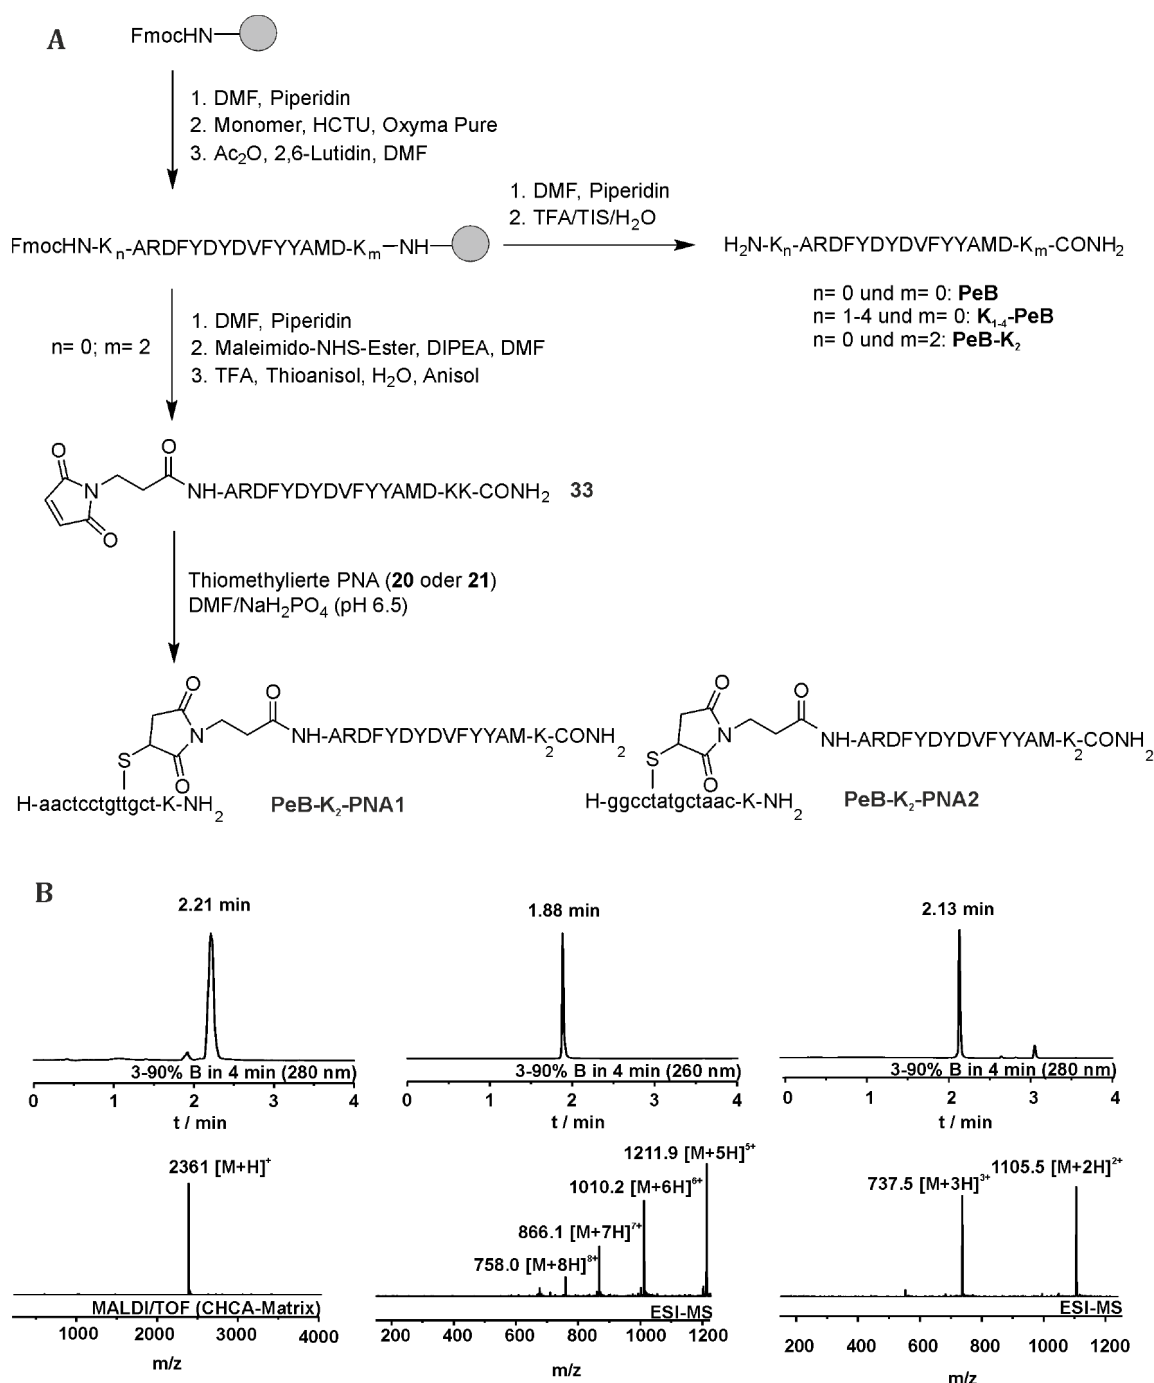 A
FmocHN
1. DMF, Piperidin
2. Monomer, HCTU, Oxyma Pure
3. Ac₂O, 2,6-Lutidin, DMF
1. DMF, Piperidin
2. TFA/TIS/H₂O
FmocHN-Kₙ-ARDFYDYDVFYYAMD-Kₘ-NH
H₂N-Kₙ-ARDFYDYDVFYYAMD-Kₘ-CONH₂
n= 0 und m= 0: PeB
n= 1-4 und m= 0: K₁₋₄-PeB
n= 0 und m=2: PeB-K₂
n= 0; m= 2
1. DMF, Piperidin
2. Maleimido-NHS-Ester, DIPEA, DMF
3. TFA, Thioanisol, H₂O, Anisol
O
O
N
O
NH-ARDFYDYDVFYYAMD-KK-CONH₂ 33
Thiomethylierte PNA (20 oder 21)
DMF/NaH₂PO₄ (pH 6.5)
O
O
N
O
S
NH-ARDFYDYDVFYYAM-K₂CONH₂
H-aactcctgttgct-K-NH₂
PeB-K₂-PNA1
O
O
N
O
S
NH-ARDFYDYDVFYYAM-K₂CONH₂
H-ggcctatgctaac-K-NH₂
PeB-K₂-PNA2
B
2.21 min
3-90% B in 4 min (280 nm)
0 1 2 3 4
t / min
1.88 min
3-90% B in 4 min (260 nm)
0 1 2 3 4
t / min
2.13 min
3-90% B in 4 min (280 nm)
0 1 2 3 4
t / min
2361 [M+H]⁺
MALDI/TOF (CHCA-Matrix)
1000 2000 3000 4000
m/z
1211.9 [M+5H]⁵⁺
1010.2 [M+6H]⁶⁺
866.1 [M+7H]⁷⁺
758.0 [M+8H]⁸⁺
ESI-MS
200 400 600 800 1000 1200
m/z
1105.5 [M+2H]²⁺
737.5 [M+3H]³⁺
ESI-MS
200 400 600 800 1000 1200
m/z